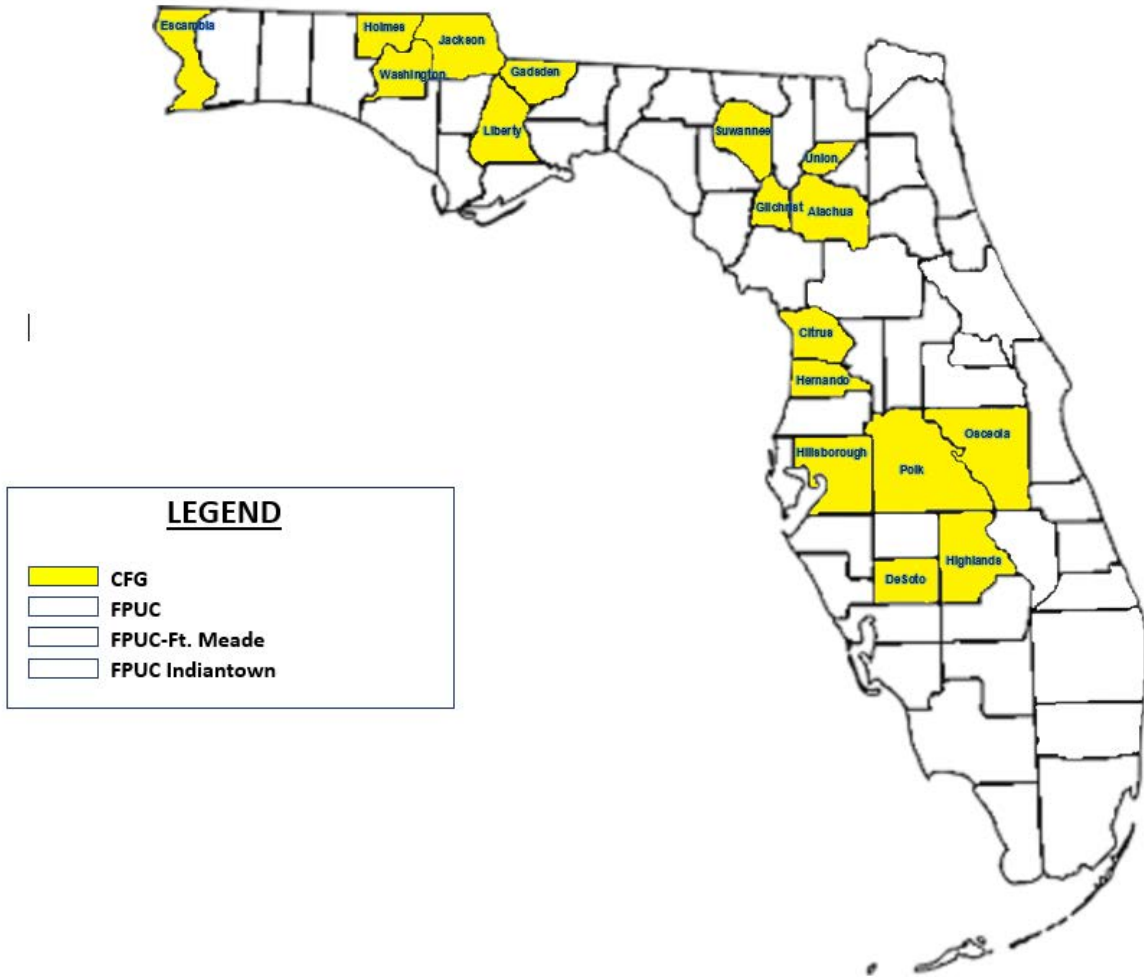 Escambia
Holmes
Jackson
Washington
Gadsden
Liberty
Suwannee
Union
Gilchrist
Alachua
Citrus
Hernando
Osceola
Hillsborough
Polk
Highlands
DeSoto
LEGEND
CFG
FPUC
FPUC-Ft. Meade
FPUC Indiantown